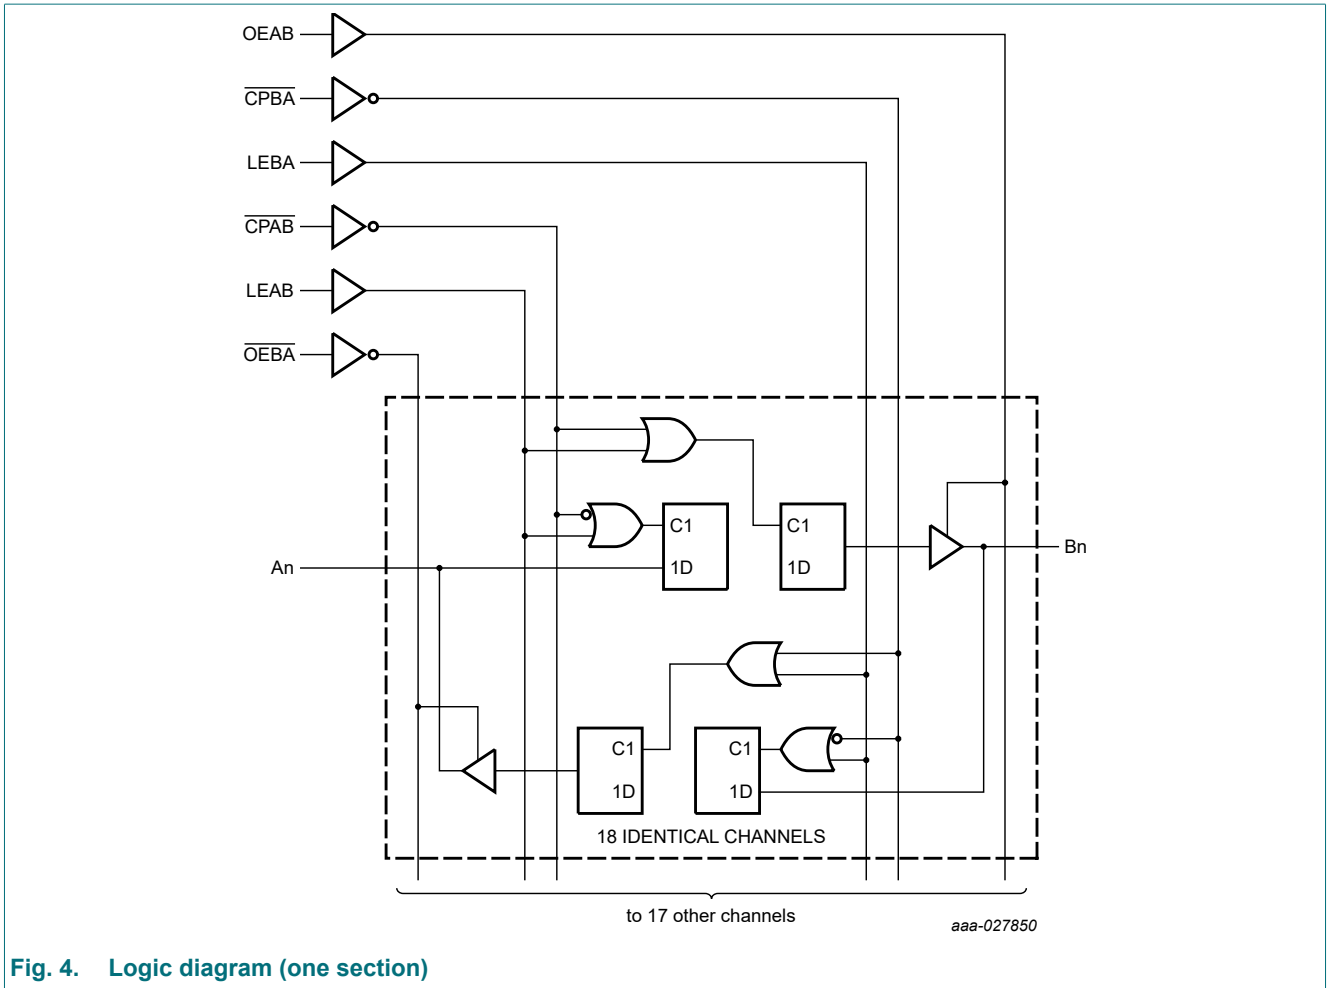 OEAB
CPBA
LEBA
CPAB
LEAB
OEBA
C1
C1
1D
1D
An
Bn
C1
C1
1D
1D
18 IDENTICAL CHANNELS
to 17 other channels
aaa-027850
Fig. 4. Logic diagram (one section)